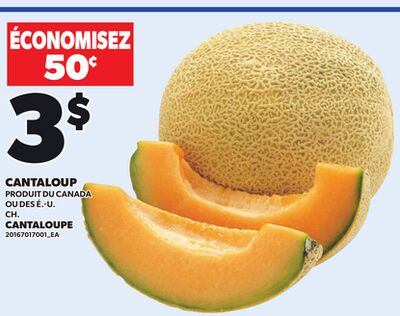 ÉCONOMISEZ
50¢
3$
CANTALOUP
PRODUIT DU CANADA
OU DES É.-U.
CH.
CANTALOUPE
20167017001_EA